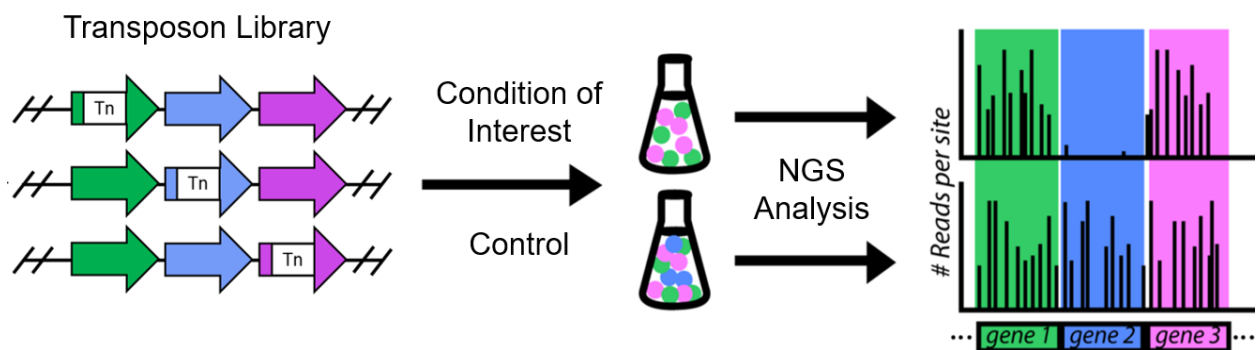 Transposon Library
Tn
Tn
Tn
Condition of
Interest
Control
NGS
Analysis
# Reads per site
... gene 1 gene 2 gene 3 ...